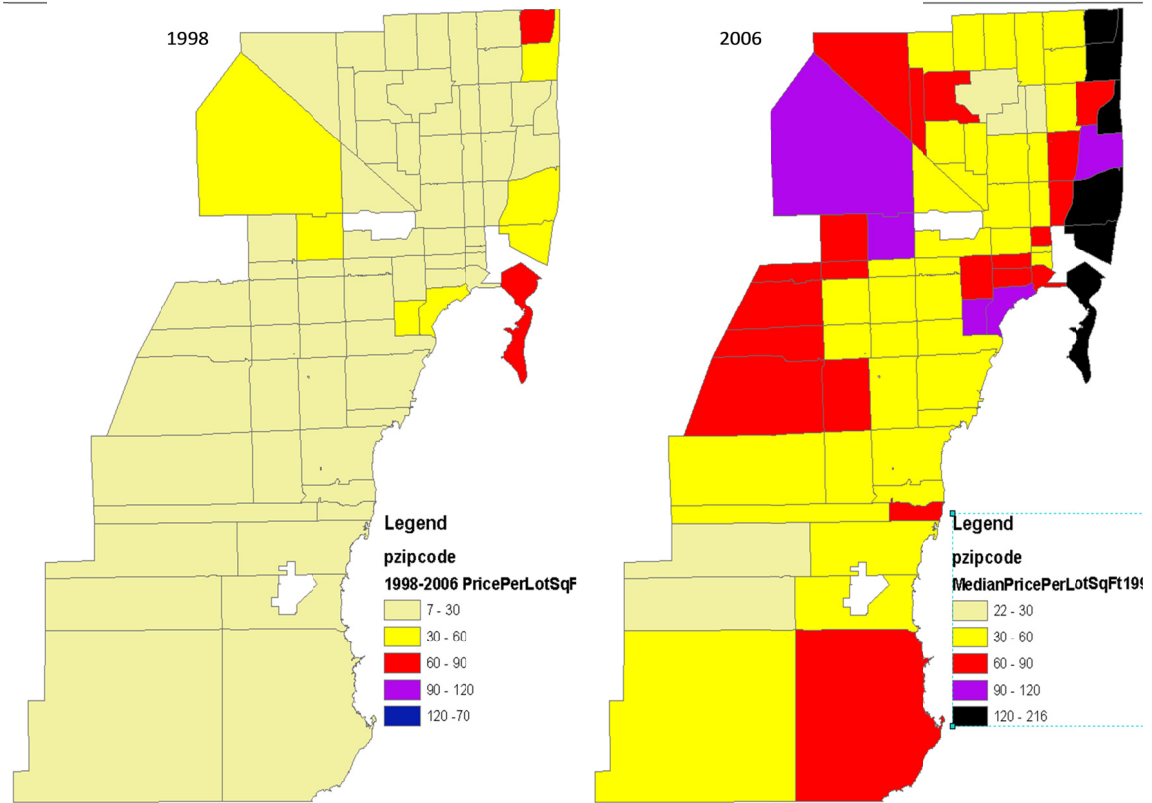 1998
2006
Legend
pzipcode
1998-2006 PricePerLotSqF
7 - 30
30 - 60
60 - 90
90 - 120
120 -70
Legend
pzipcode
MedianPricePerLotSqFt199
22 - 30
30 - 60
60 - 90
90 - 120
120 - 216